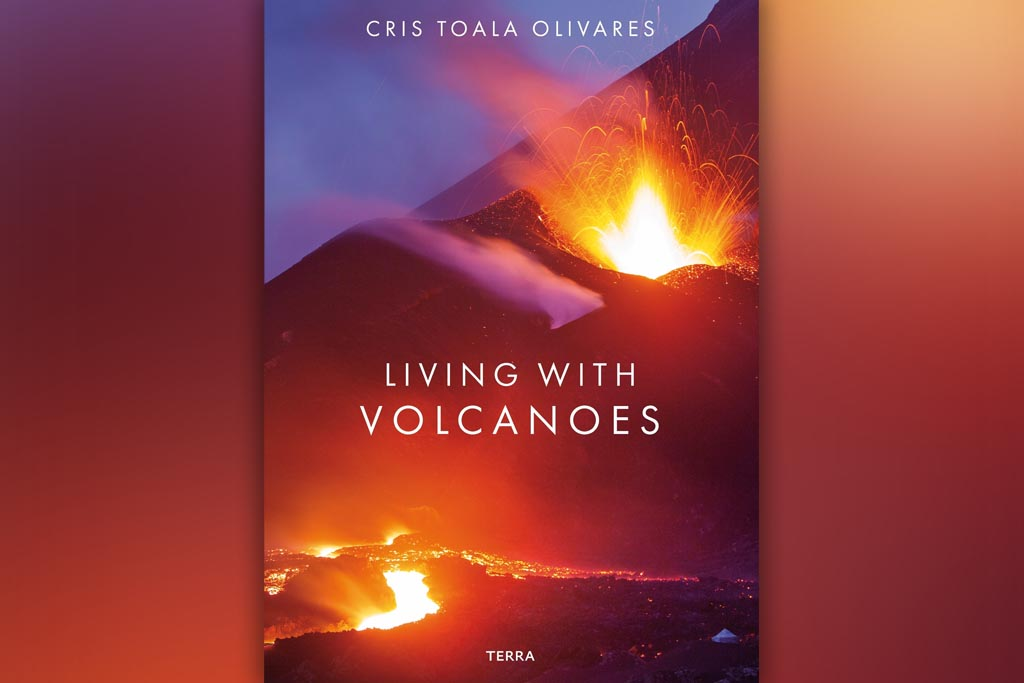 CRIS TOALA OLIVARES
LIVING WITH
VOLCANOES
TERRA